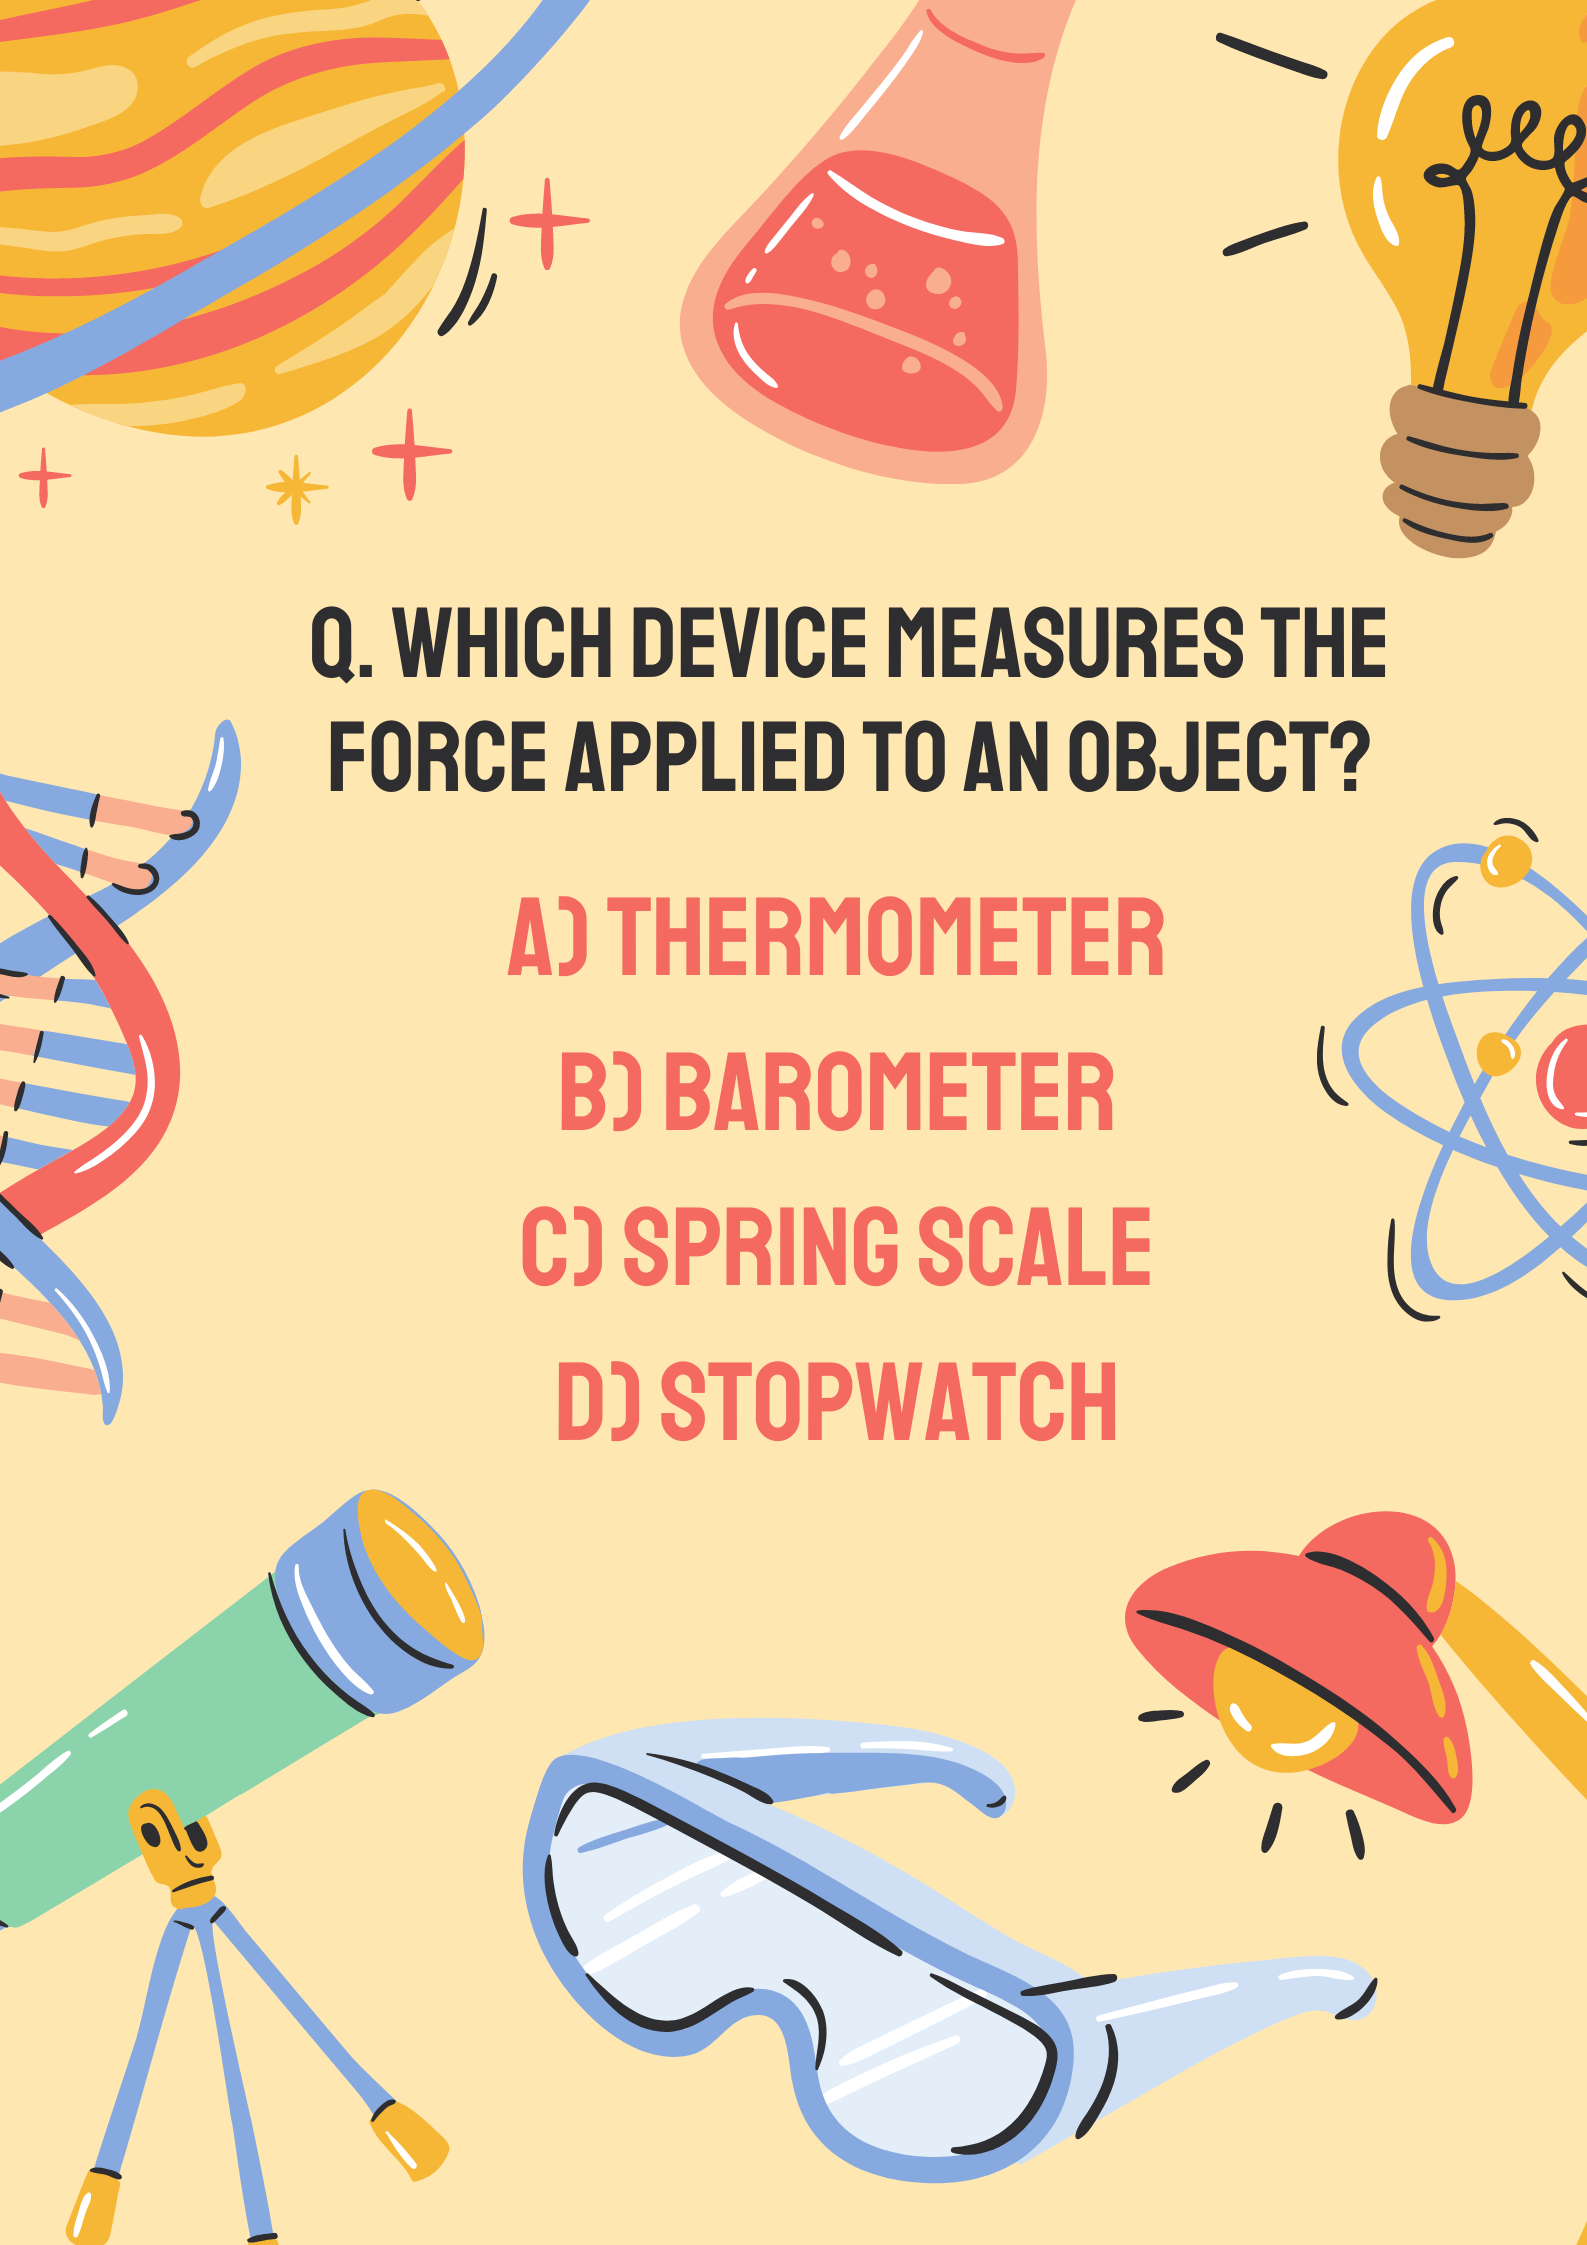 Q. WHICH DEVICE MEASURES THE
FORCE APPLIED TO AN OBJECT?
A) THERMOMETER
B) BAROMETER
C) SPRING SCALE
D) STOPWATCH